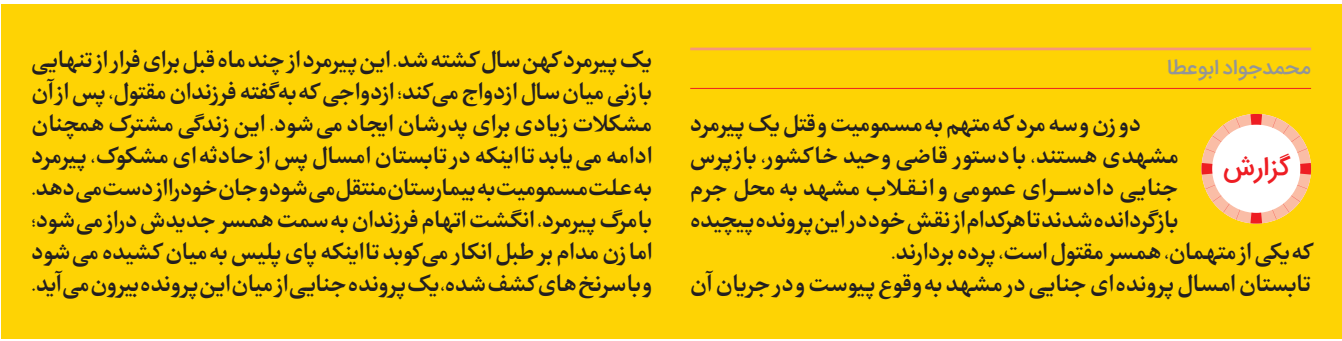 محمدجواد ابوعطا
گزارش
دو زن و سه مرد که متهم به مسمومیت و قتل یک پیرمرد
مشهدی هستند، با دستور قاضی وحید خاکشور، بازپرس
جنایی دادسرای عمومی و انقلاب مشهد به محل جرم
بازگردانده شدند تا هرکدام از نقش خود در این پرونده پیچیده
که یکی از متهمان، همسر مقتول است، پرده بردارند.
تابستان امسال پرونده‌ای جنایی در مشهد به وقوع پیوست و در جریان آن
یک پیرمرد کهن سال کشته شد. این پیرمرد از چند ماه قبل برای فرار از تنهایی
با زنی میان سال ازدواج می‌کند؛ ازدواجی که به‌گفته فرزندان مقتول، پس از آن
مشکلات زیادی برای پدرشان ایجاد می‌شود. این زندگی مشترک همچنان
ادامه می‌یابد تا اینکه در تابستان امسال پس از حادثه‌ای مشکوک، پیرمرد
به علت مسمومیت به بیمارستان منتقل می‌شود و جان خود را از دست می‌دهد.
با مرگ پیرمرد، انگشت اتهام فرزندان به سمت همسر جدیدش دراز می‌شود؛
اما زن مدام بر طبل انکار می‌کوبد تا اینکه پای پلیس به میان کشیده می‌شود
و با سرنخ‌های کشف شده، یک پرونده جنایی از میان این پرونده بیرون می‌آید.